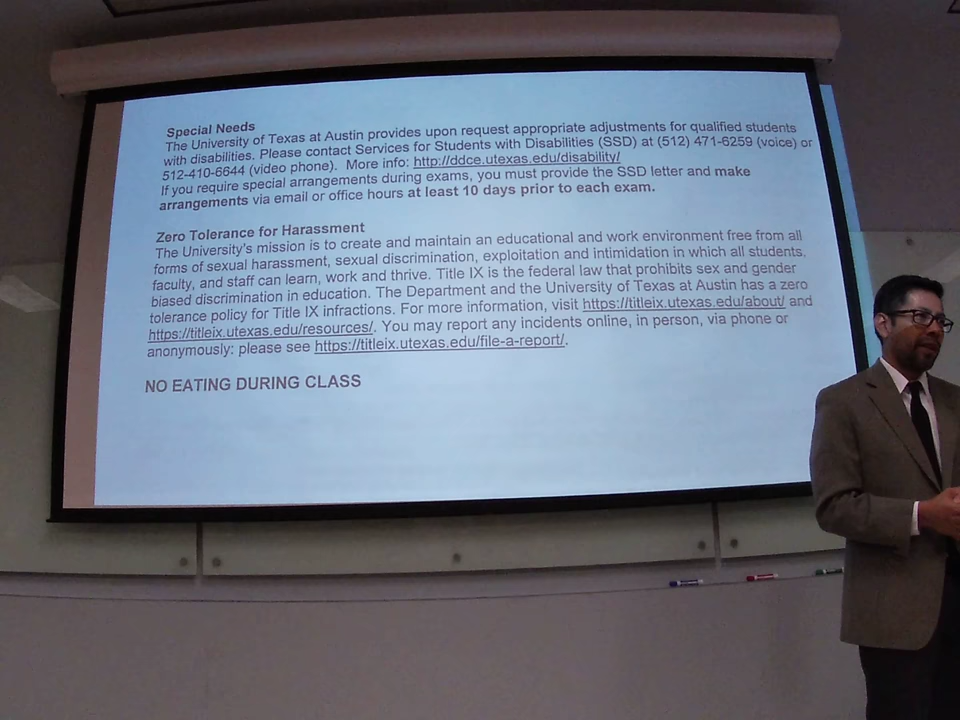 Special Needs
The University of Texas at Austin provides upon request appropriate adjustments for qualified students
with disabilities. Please contact Services for Students with Disabilities (SSD) at (512) 471-6259 (voice) or
512-410-6644 (video phone). More info: http://ddce.utexas.edu/disability/
If you require special arrangements during exams, you must provide the SSD letter and make
arrangements via email or office hours at least 10 days prior to each exam.
Zero Tolerance for Harassment
The University's mission is to create and maintain an educational and work environment free from all
forms of sexual harassment, sexual discrimination, exploitation and intimidation in which all students,
faculty, and staff can learn, work and thrive. Title IX is the federal law that prohibits sex and gender
biased discrimination in education. The Department and the University of Texas at Austin has a zero
tolerance policy for Title IX infractions. For more information, visit https://titleix.utexas.edu/about/ and
https://titleix.utexas.edu/resources/. You may report any incidents online, in person, via phone or
anonymously: please see https://titleix.utexas.edu/file-a-report/.
NO EATING DURING CLASS